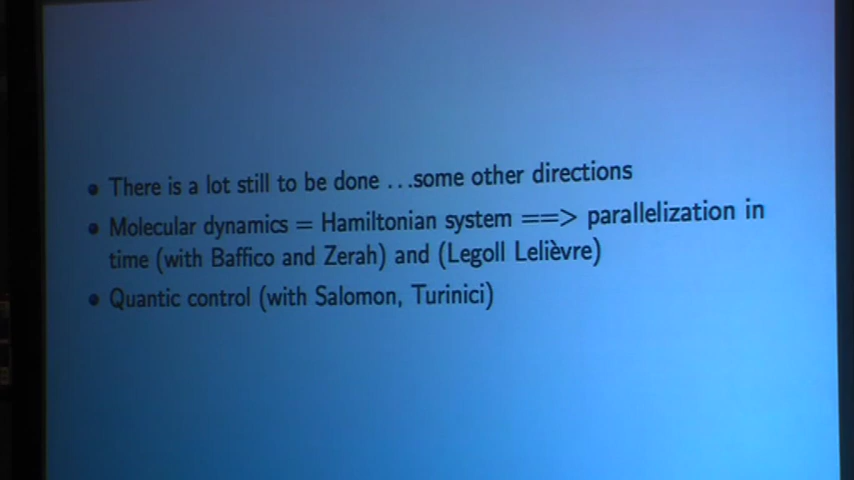 There is a lot still to be done ...some other directions
Molecular dynamics = Hamiltonian system ==> parallelization in
time (with Baffico and Zerah) and (Legoll Lelièvre)
Quantic control (with Salomon, Turinici)